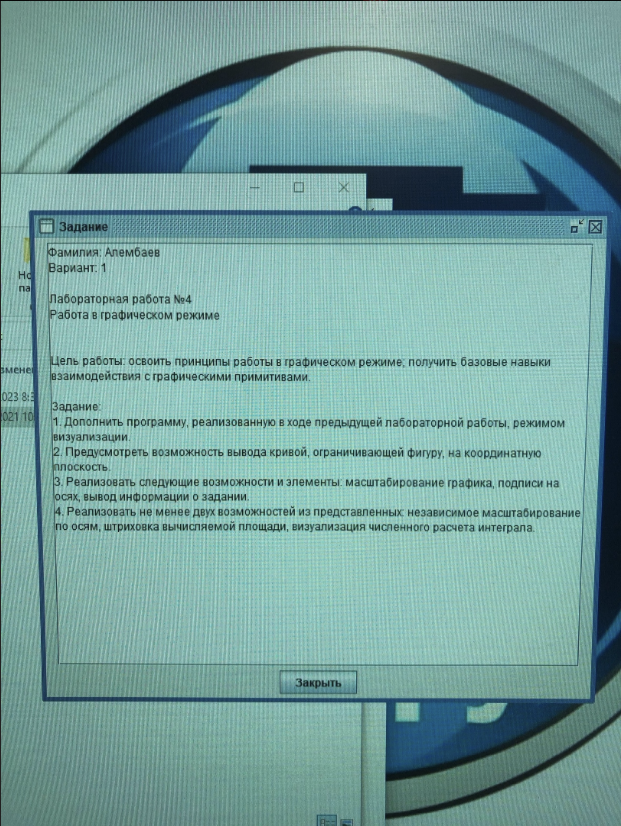 Задание
Фамилия: Алембаев
Вариант: 1
Лабораторная работа №4
Работа в графическом режиме
Цель работы: освоить принципы работы в графическом режиме; получить базовые навыки
взаимодействия с графическими примитивами.
Задание:
1. Дополнить программу, реализованную в ходе предыдущей лабораторной работы, режимом
визуализации.
2. Предусмотреть возможность вывода кривой, ограничивающей фигуру, на координатную
плоскость.
3. Реализовать следующие возможности и элементы: масштабирование графика, подписи на
осях, вывод информации о задании.
4. Реализовать не менее двух возможностей из представленных: независимое масштабирование
по осям, штриховка вычисляемой площади, визуализация численного расчета интеграла.
Закрыть